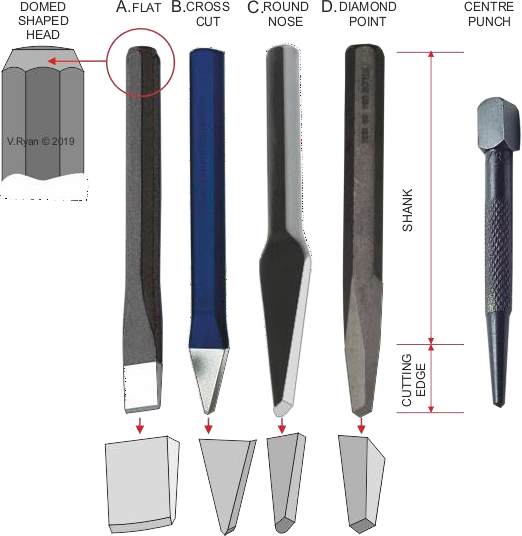 DOMED
SHAPED
HEAD
A.FLAT
B.CROSS
CUT
C.ROUND
NOSE
D.DIAMOND
POINT
CENTRE
PUNCH
V.Ryan © 2019
SHANK
CUTTING
EDGE